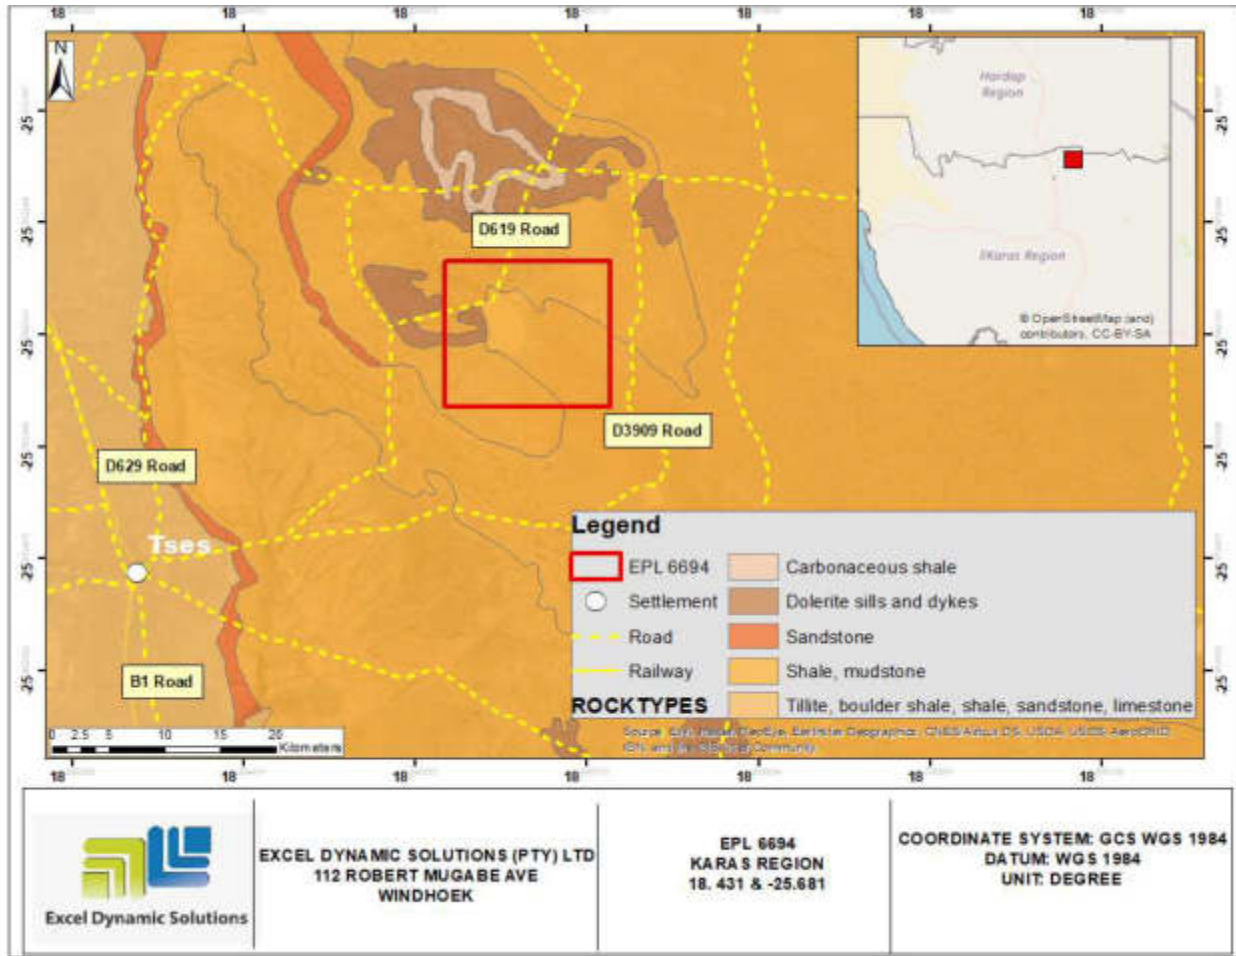 18 18 18 18 18 18 18
N
Hardap
Region
ǁKaras Region
© OpenStreetMap (and)
contributors, CC-BY-SA
25 25
25 25
25 25
25 25
25 25
25 25
D619 Road
D3909 Road
D629 Road
Tses
B1 Road
Legend
EPL 6694
Settlement
Road
Railway
ROCKTYPES
Carbonaceous shale
Dolerite sills and dykes
Sandstone
Shale, mudstone
Tillite, boulder shale, shale, sandstone, limestone
0 2.5 5 10 15 20
Kilometers
18 18 18 18 18 18 18
Excel Dynamic Solutions
EXCEL DYNAMIC SOLUTIONS (PTY) LTD
112 ROBERT MUGABE AVE
WINDHOEK
EPL 6694
KARAS REGION
18. 431 & -25.681
COORDINATE SYSTEM: GCS WGS 1984
DATUM: WGS 1984
UNIT: DEGREE